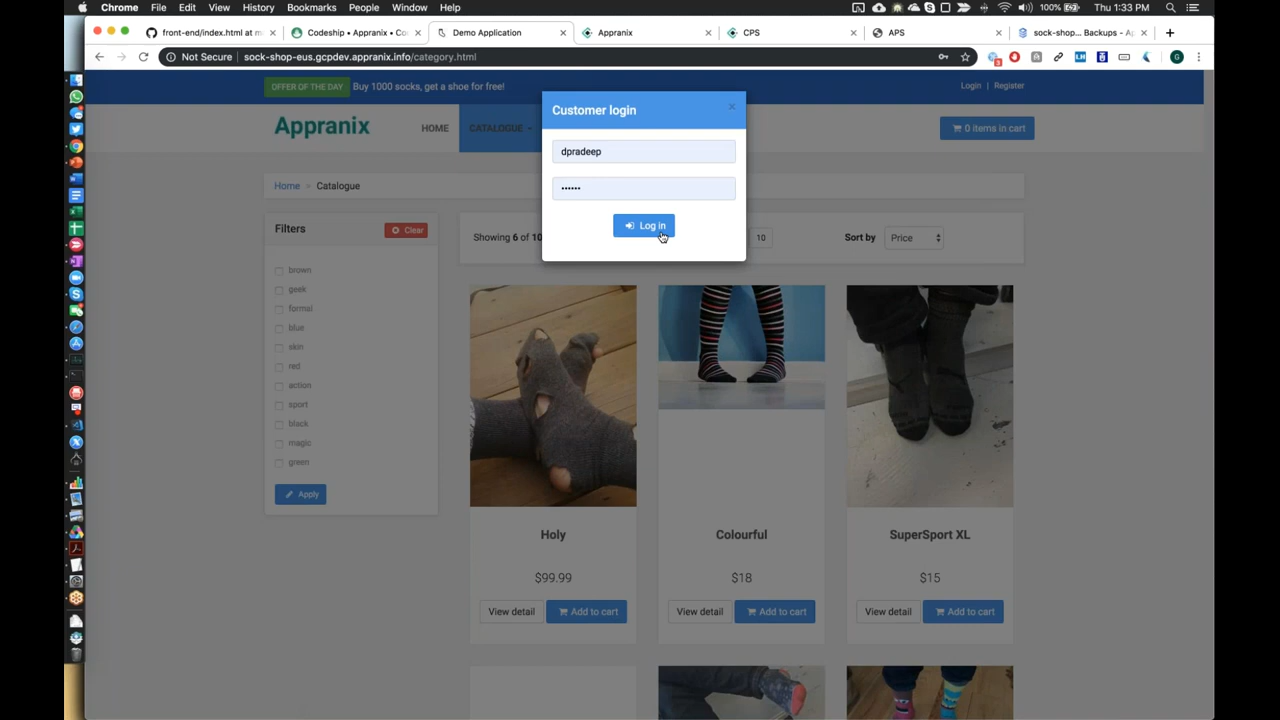 Chrome File Edit View History Bookmarks People Window Help
100% Thu 1:33 PM
front-end/index.html at m
Codeship • Appranix • Co
Demo Application
Appranix
CPS
APS
sock-shop... Backups - A
Not Secure
sock-shop-eus.gcpdev.appranix.info/category.html
OFFER OF THE DAY
Buy 1000 socks, get a shoe for free!
Login | Register
Customer login
×
Appranix
HOME
CATALOGUE
0 items in cart
dpradeep
••••••
Log in
Home > Catalogue
Filters
Clear
brown
geek
formal
blue
skin
red
action
sport
black
magic
green
Apply
Showing 6 of 10
10
Sort by
Price
Holy
$99.99
View detail
Add to cart
Colourful
$18
View detail
Add to cart
SuperSport XL
$15
View detail
Add to cart